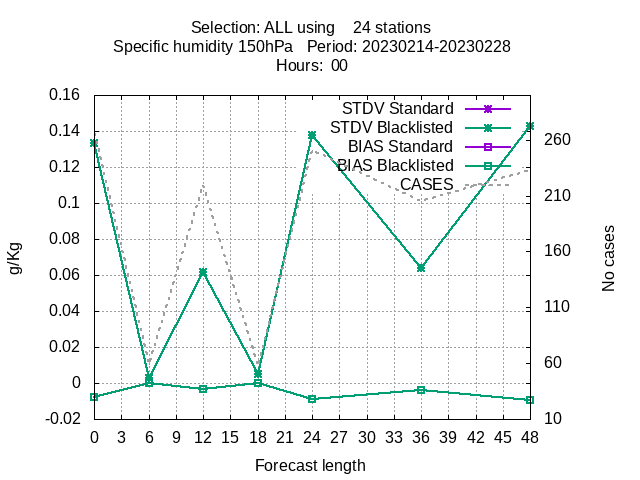 Selection: ALL using    24 stations
Specific humidity 150hPa   Period: 20230214-20230228
Hours:  00
STDV Standard
STDV Blacklisted
BIAS Standard
BIAS Blacklisted
CASES
0.16
0.14
0.12
0.1
0.08
0.06
0.04
0.02
0
-0.02
g/Kg
260
210
160
110
60
10
No cases
0 3 6 9 12 15 18 21 24 27 30 33 36 39 42 45 48
Forecast length